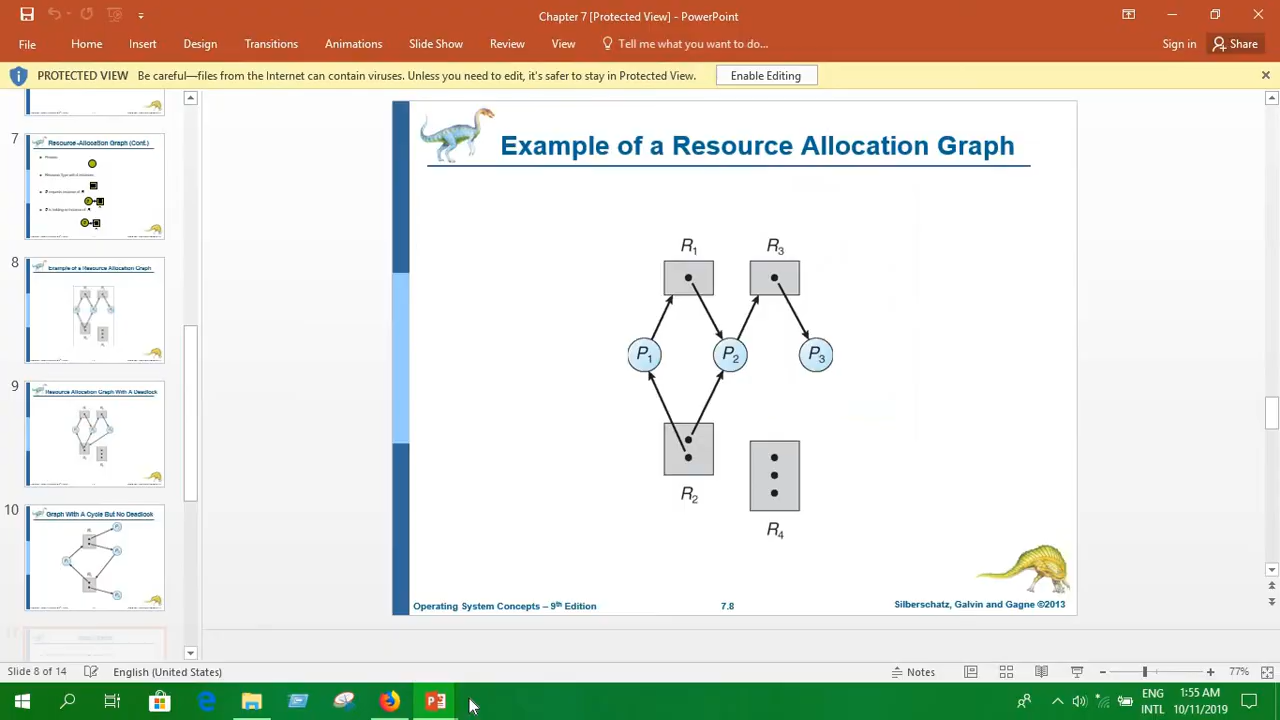 Chapter 7 [Protected View] - PowerPoint
File Home Insert Design Transitions Animations Slide Show Review View Tell me what you want to do... Sign in Share
PROTECTED VIEW Be careful—files from the Internet can contain viruses. Unless you need to edit, it's safer to stay in Protected View. Enable Editing
7
Resource-Allocation Graph (Cont.)
8
Example of a Resource Allocation Graph
9
Resource Allocation Graph With A Deadlock
10
Graph With A Cycle But No Deadlock
Example of a Resource Allocation Graph
R1 R3
P1 P2 P3
R2
R4
Operating System Concepts – 9th Edition 7.8 Silberschatz, Galvin and Gagne ©2013
Slide 8 of 14 English (United States) Notes 77%
ENG 1:55 AM
INTL 10/11/2019